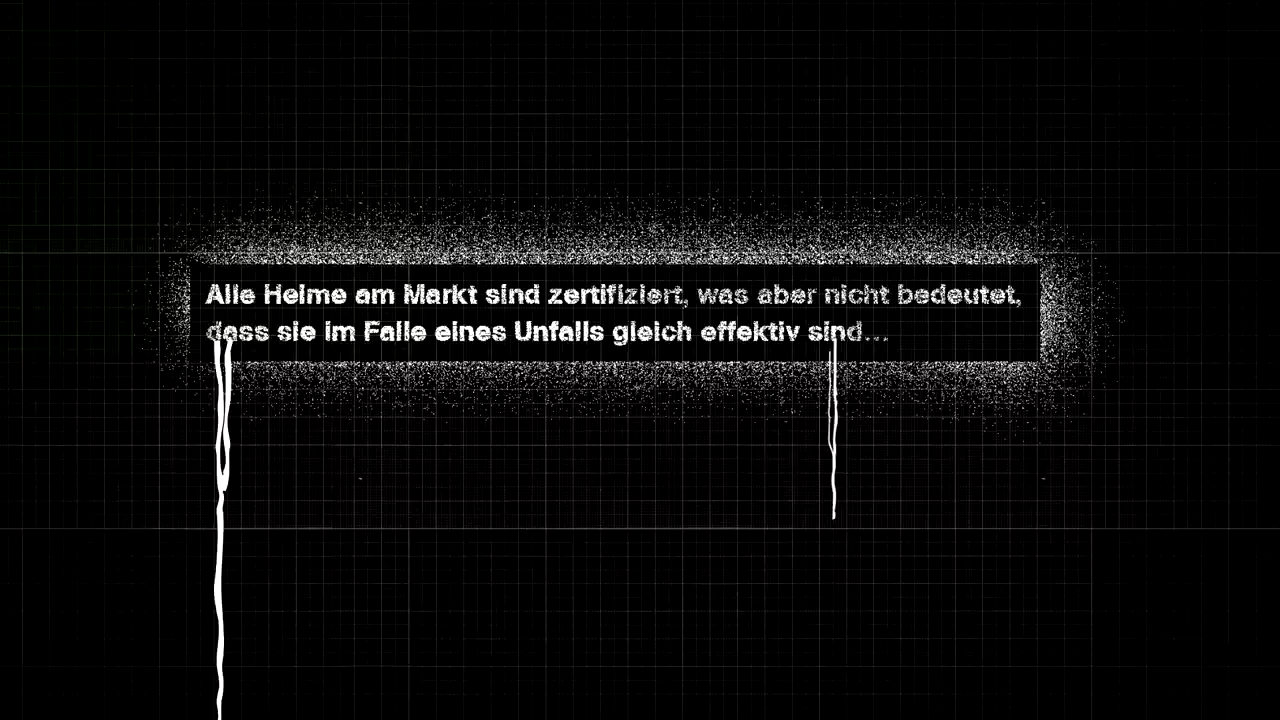 Alle Helme am Markt sind zertifiziert, was aber nicht bedeutet,
dass sie im Falle eines Unfalls gleich effektiv sind...